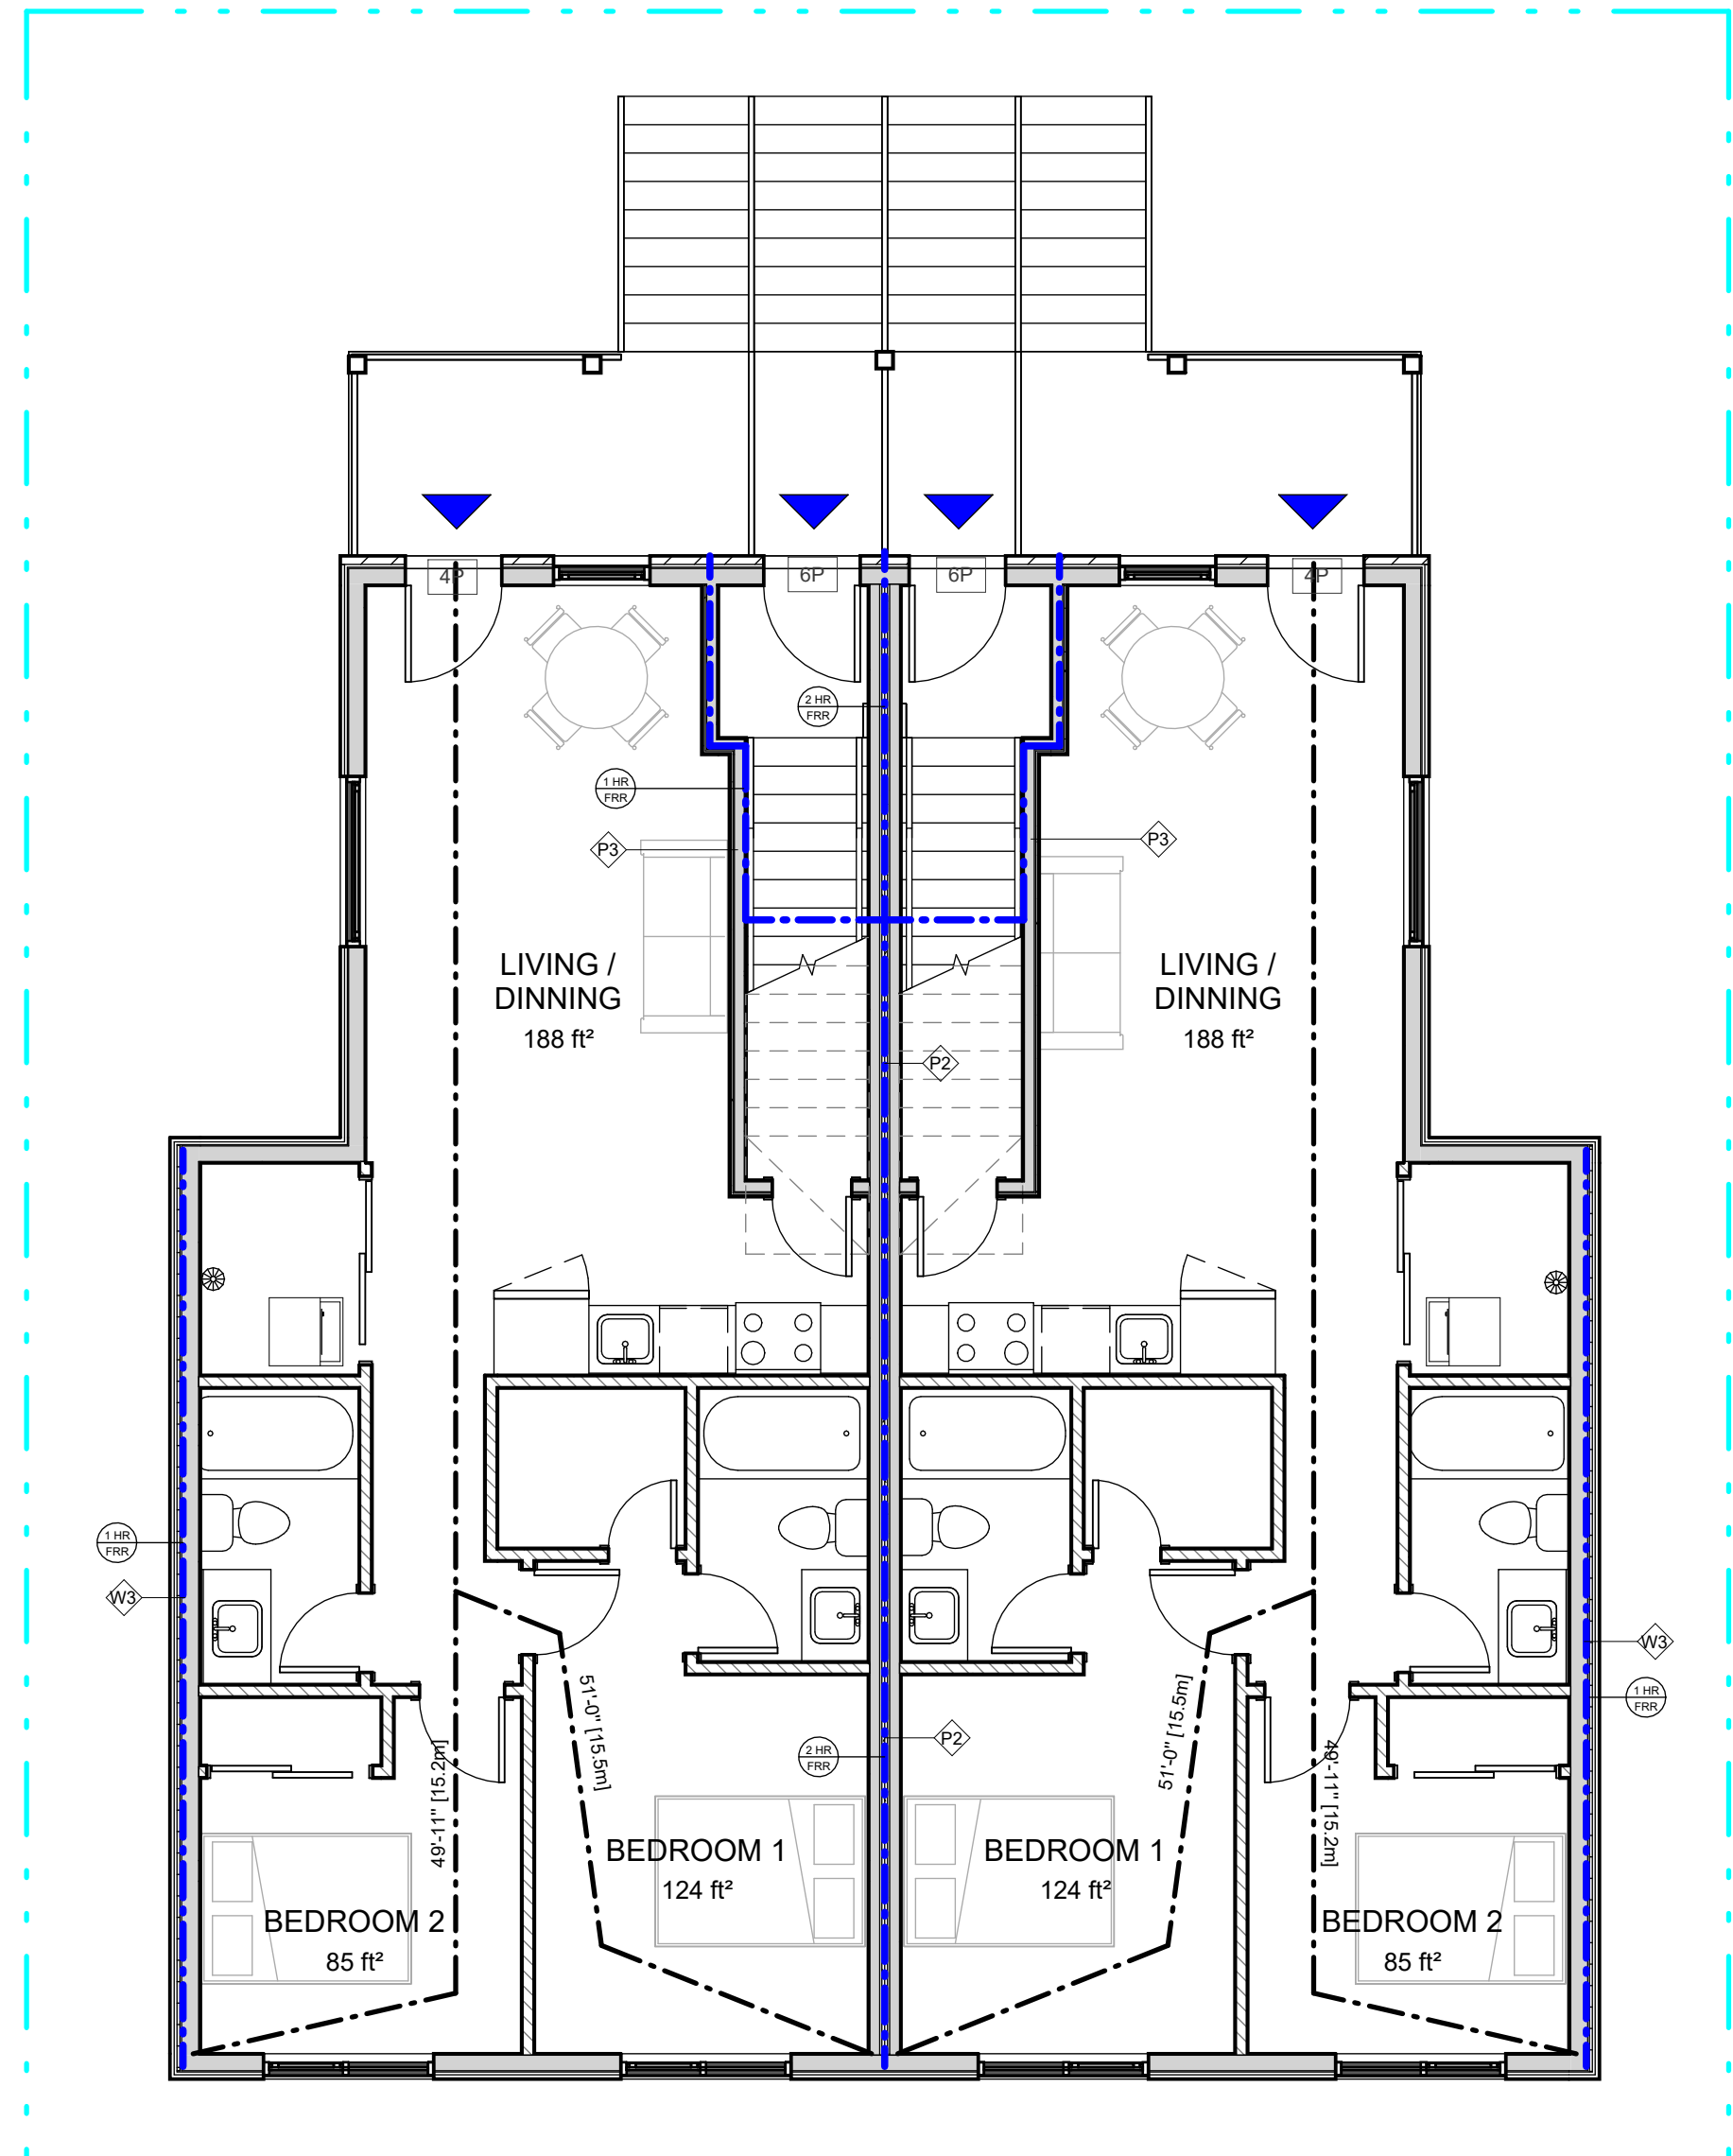 4P
6P
6P
4P
2 HR
FRR
1 HR
FRR
P3
P3
LIVING /
DINNING
188 ft²
LIVING /
DINNING
188 ft²
P2
1 HR
FRR
W3
W3
1 HR
FRR
51'-0" [15.5m]
51'-0" [15.5m]
49'-11" [15.2m]
49'-11" [15.2m]
P2
2 HR
FRR
BEDROOM 1
124 ft²
BEDROOM 1
124 ft²
BEDROOM 2
85 ft²
BEDROOM 2
85 ft²